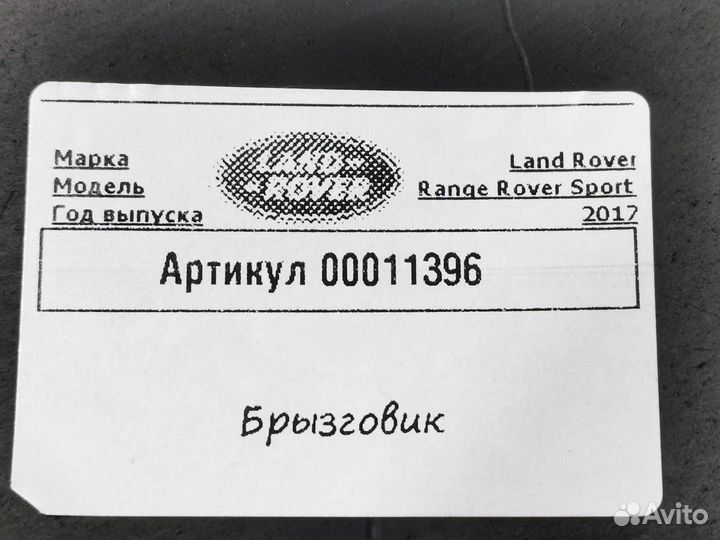 Марка LAND- Land Rover
Модель -ROVER Range Rover Sport
Год выпуска 2017
Артикул 00011396
Брызговик
Avito